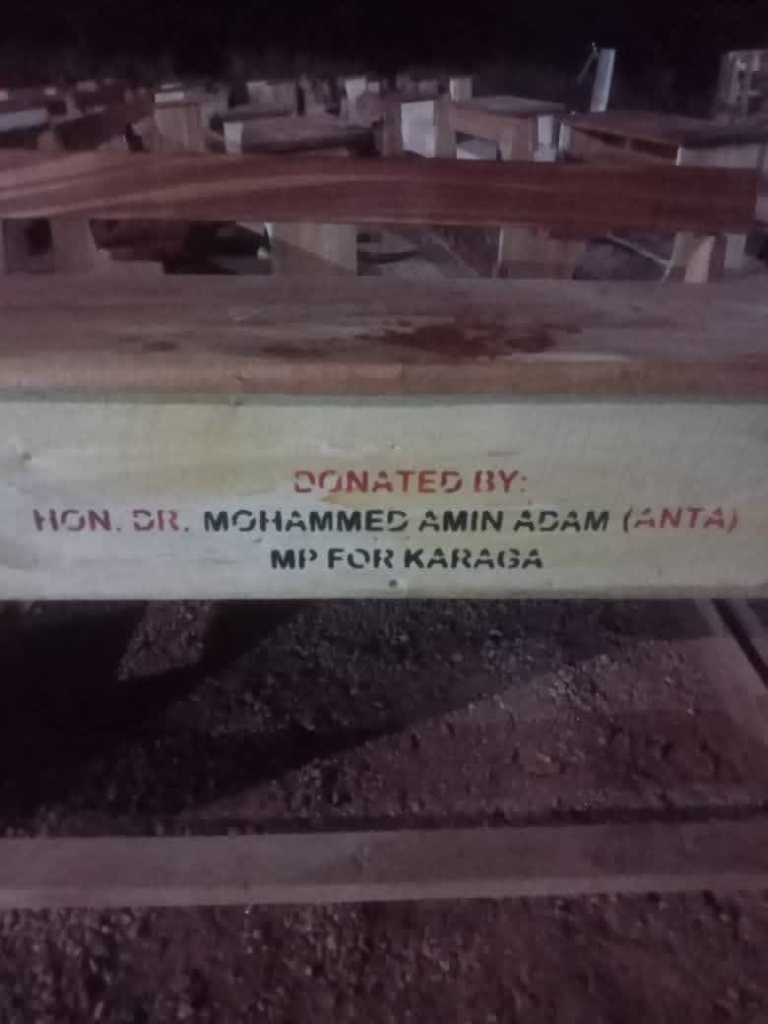 DONATED BY:
HON. DR. MOHAMMED AMIN ADAM (ANTA)
MP FOR KARAGA